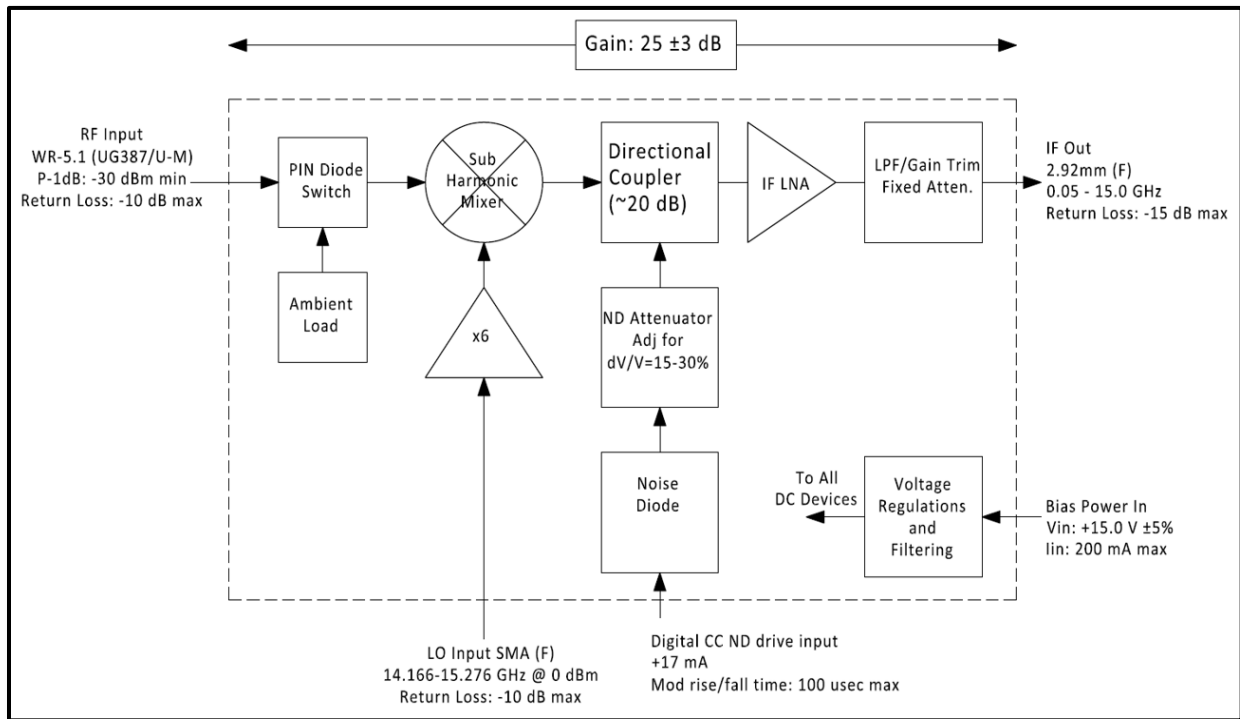 Gain: 25 ±3 dB
RF Input
WR-5.1 (UG387/U-M)
P-1dB: -30 dBm min
Return Loss: -10 dB max
PIN Diode
Switch
Sub
Harmonic
Mixer
Directional
Coupler
(~20 dB)
IF LNA
LPF/Gain Trim
Fixed Atten.
IF Out
2.92mm (F)
0.05 - 15.0 GHz
Return Loss: -15 dB max
Ambient
Load
x6
ND Attenuator
Adj for
dV/V=15-30%
Noise
Diode
To All
DC Devices
Voltage
Regulations
and
Filtering
Bias Power In
Vin: +15.0 V ±5%
Iin: 200 mA max
LO Input SMA (F)
14.166-15.276 GHz @ 0 dBm
Return Loss: -10 dB max
Digital CC ND drive input
+17 mA
Mod rise/fall time: 100 usec max